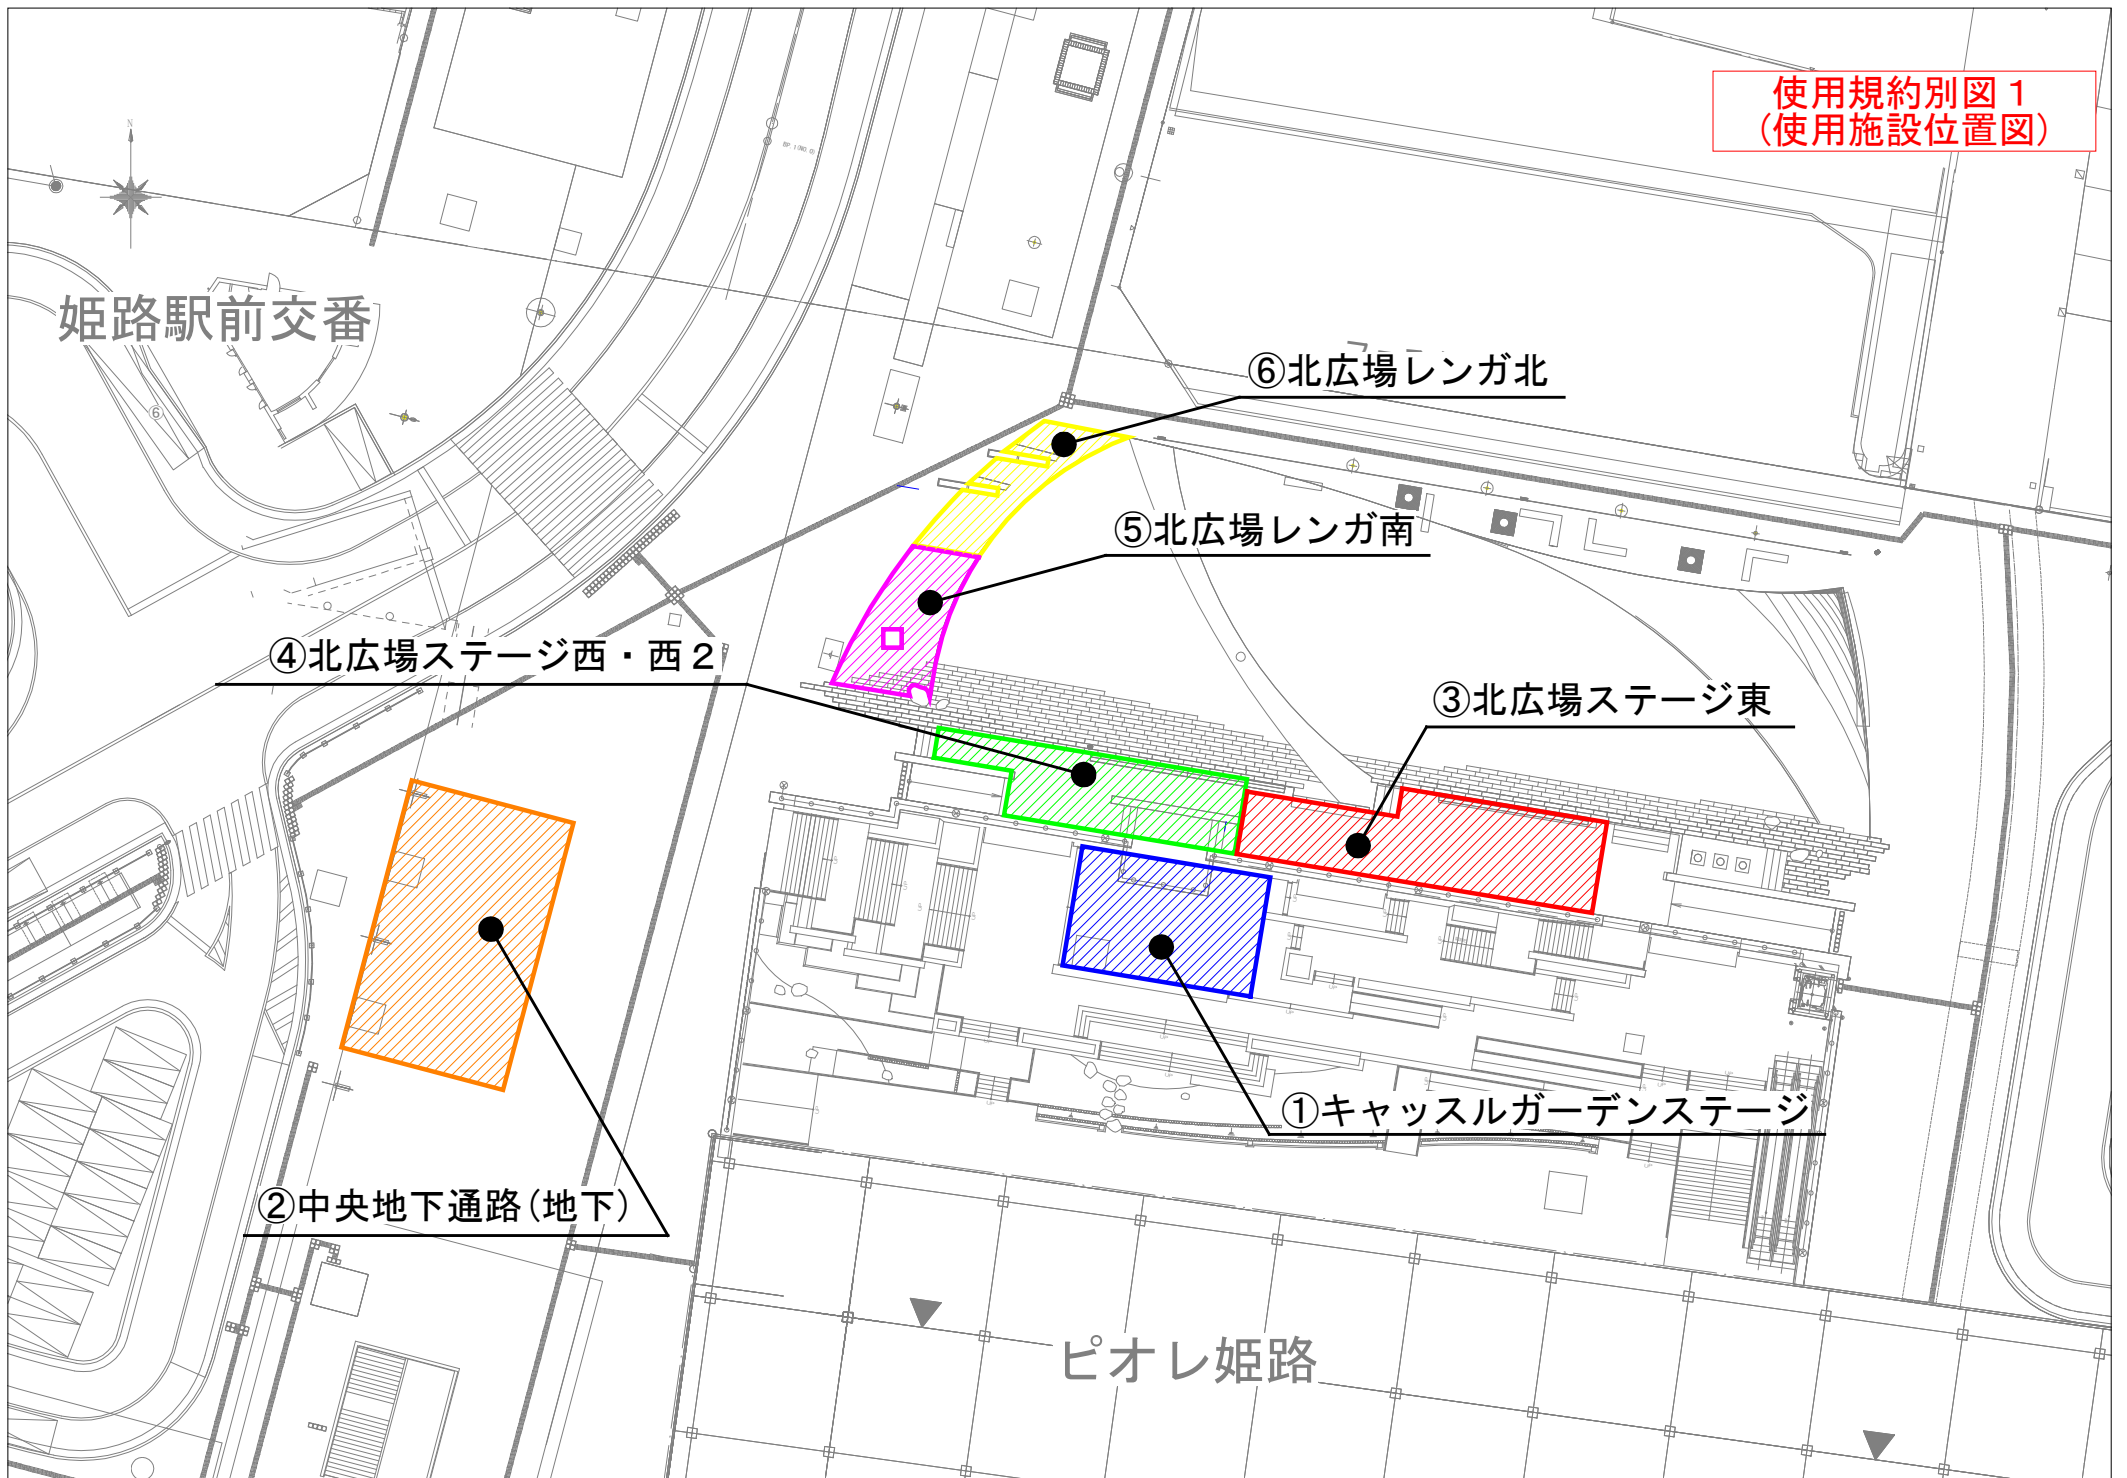 使用規約別図１
(使用施設位置図)
N
姫路駅前交番
⑥
⑥北広場レンガ北
⑤北広場レンガ南
④北広場ステージ西・西２
③北広場ステージ東
①キャッスルガーデンステージ
②中央地下通路(地下)
ピオレ姫路